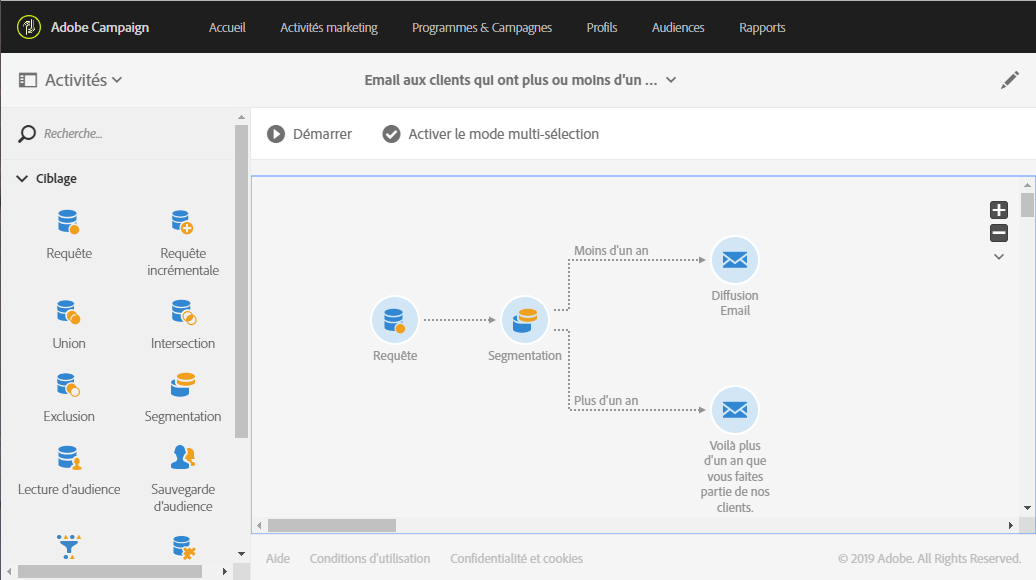 Adobe Campaign
Accueil
Activités marketing
Programmes & Campagnes
Profils
Audiences
Rapports
Activités
Email aux clients qui ont plus ou moins d'un ...
Recherche...
Démarrer
Activer le mode multi-sélection
Ciblage
Requête
Requête
incrémentale
Union
Intersection
Exclusion
Segmentation
Lecture d'audience
Sauvegarde
d'audience
Requête
Segmentation
Moins d'un an
Diffusion
Email
Plus d'un an
Voilà plus
d'un an que
vous faites
partie de nos
clients.
Aide
Conditions d'utilisation
Confidentialité et cookies
© 2019 Adobe. All Rights Reserved.